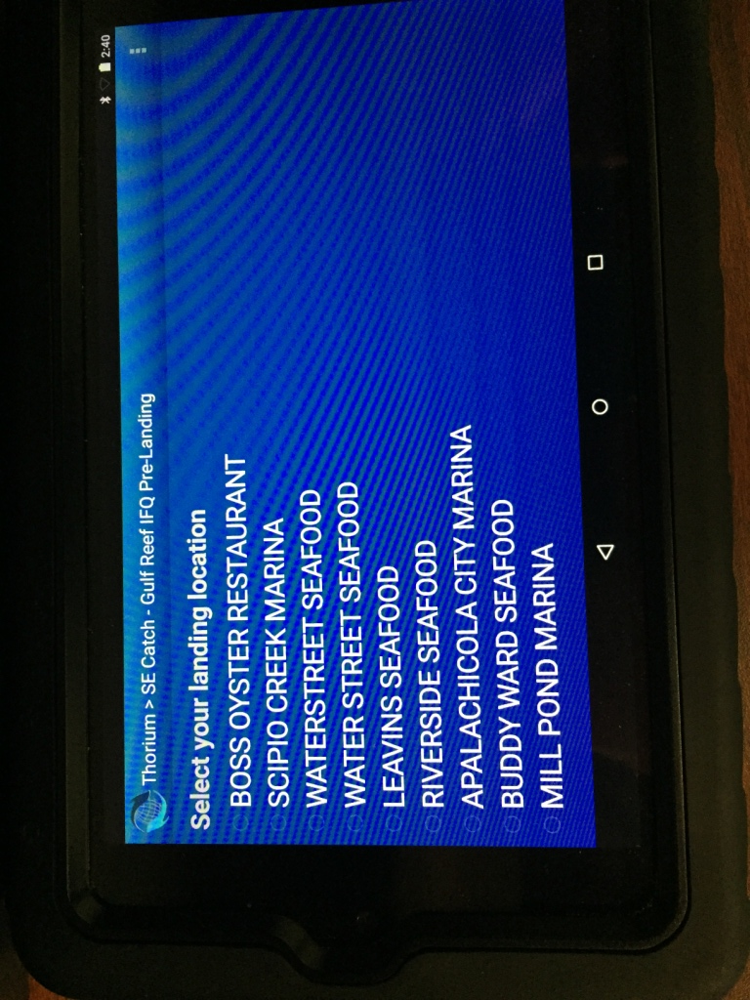 2:40
Thorium > SE Catch - Gulf Reef IFQ Pre-Landing
Select your landing location
BOSS OYSTER RESTAURANT
SCIPIO CREEK MARINA
WATERSTREET SEAFOOD
WATER STREET SEAFOOD
LEAVINS SEAFOOD
RIVERSIDE SEAFOOD
APALACHICOLA CITY MARINA
BUDDY WARD SEAFOOD
MILL POND MARINA